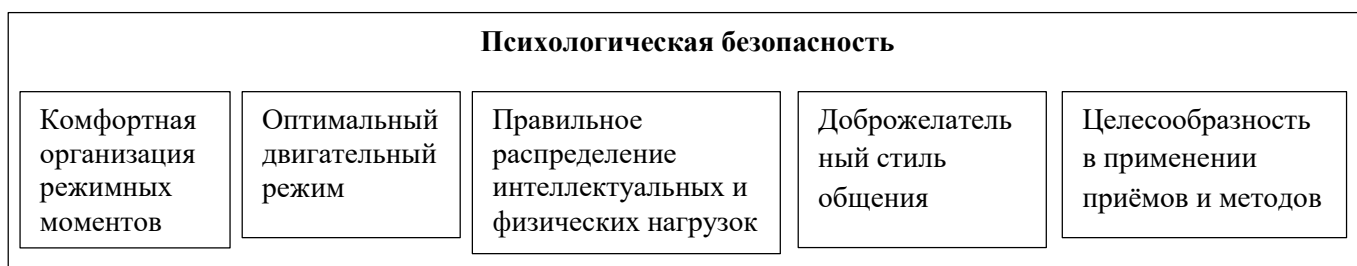 Психологическая безопасность
Комфортная
организация
режимных
моментов
Оптимальный
двигательный
режим
Правильное
распределение
интеллектуальных и
физических нагрузок
Доброжелатель
ный стиль
общения
Целесообразность
в применении
приёмов и методов